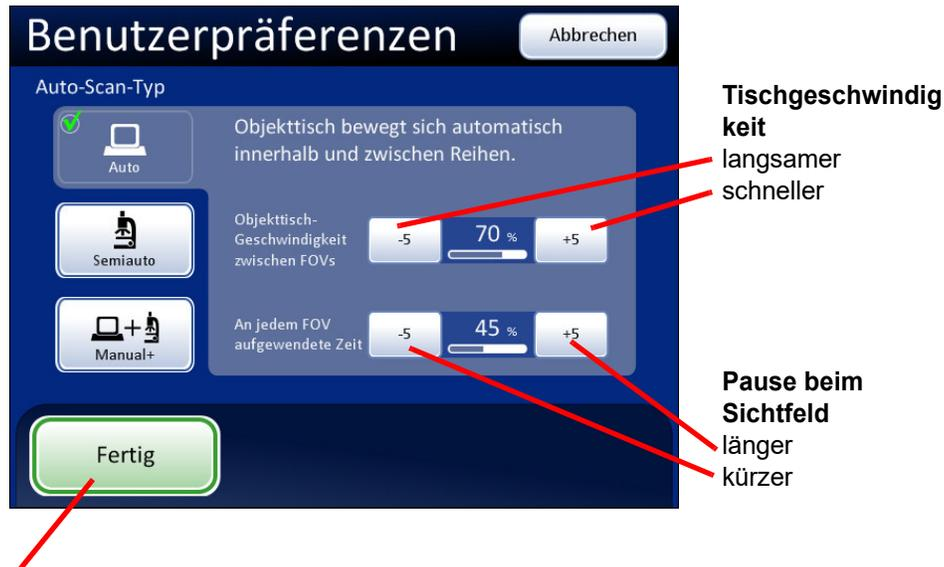 Benutzerpräferenzen
Abbrechen
Auto-Scan-Typ
Auto
Objekttisch bewegt sich automatisch
innerhalb und zwischen Reihen.
Semiauto
Objekttisch-
Geschwindigkeit
zwischen FOVs
-5
70 %
+5
Manual+
An jedem FOV
aufgewendete Zeit
-5
45 %
+5
Fertig
Tischgeschwindig
keit
langsamer
schneller
Pause beim
Sichtfeld
länger
kürzer